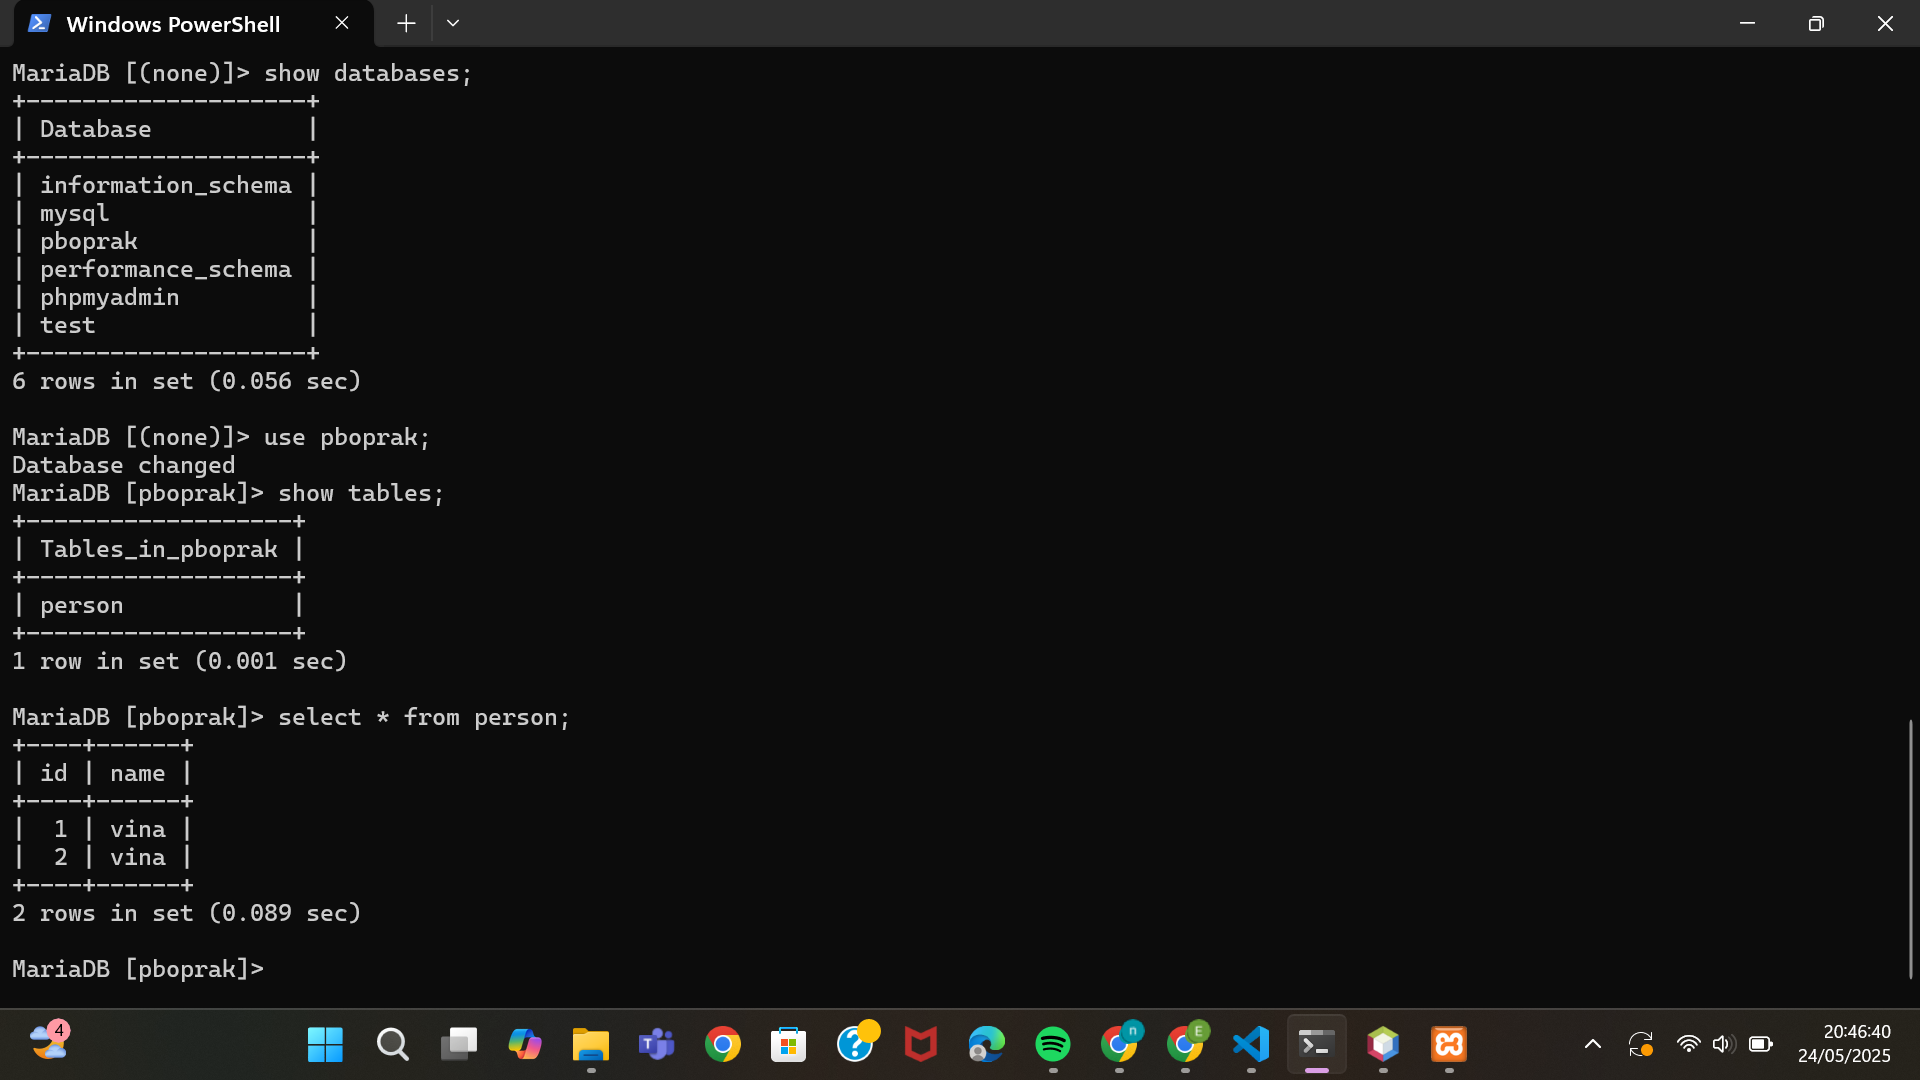 Windows PowerShell
MariaDB [(none)]> show databases;
+--------------------+
| Database           |
+--------------------+
| information_schema |
| mysql              |
| pboprak            |
| performance_schema |
| phpmyadmin         |
| test               |
+--------------------+
6 rows in set (0.056 sec)
MariaDB [(none)]> use pboprak;
Database changed
MariaDB [pboprak]> show tables;
+-------------------+
| Tables_in_pboprak |
+-------------------+
| person            |
+-------------------+
1 row in set (0.001 sec)
MariaDB [pboprak]> select * from person;
+----+------+
| id | name |
+----+------+
|  1 | vina |
|  2 | vina |
+----+------+
2 rows in set (0.089 sec)
MariaDB [pboprak]>
4
n
E
20:46:40
24/05/2025